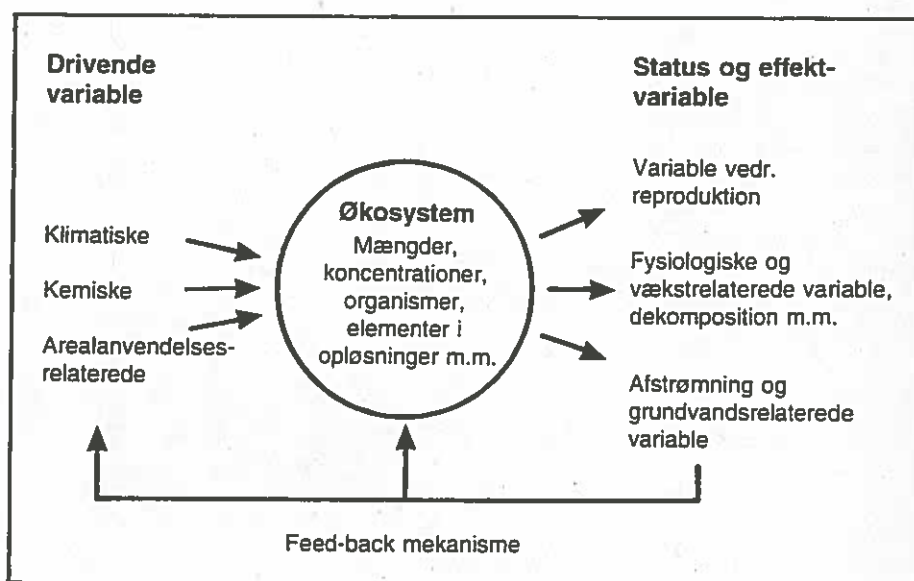 Drivende
variable
Klimatiske
Kemiske
Arealanvendelses-
relaterede
Økosystem
Mængder,
koncentrationer,
organismer,
elementer i
opløsninger m.m.
Status og effekt-
variable
Variable vedr.
reproduktion
Fysiologiske og
vækstrelaterede variable,
dekomposition m.m.
Afstrømning og
grundvandsrelaterede
variable
Feed-back mekanisme